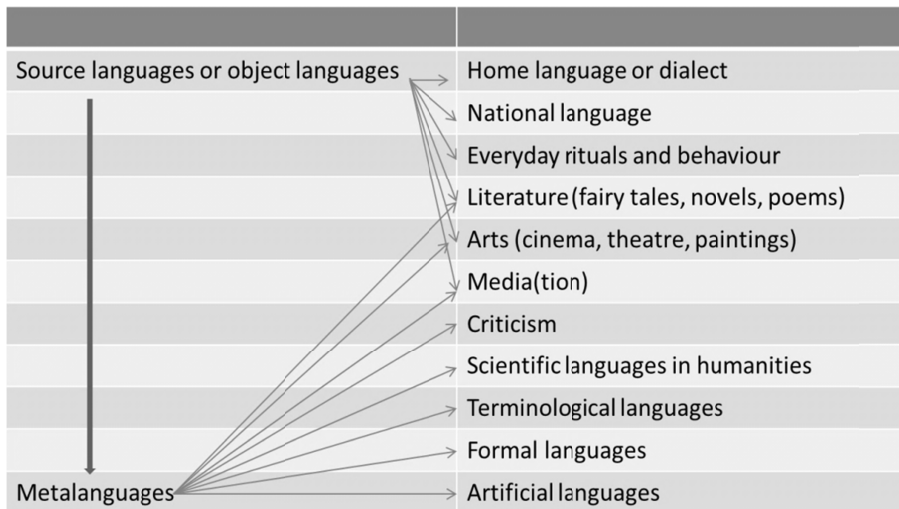 Source languages or object languages
Home language or dialect
National language
Everyday rituals and behaviour
Literature (fairy tales, novels, poems)
Arts (cinema, theatre, paintings)
Media(tion)
Criticism
Scientific languages in humanities
Terminological languages
Formal languages
Metalanguages
Artificial languages